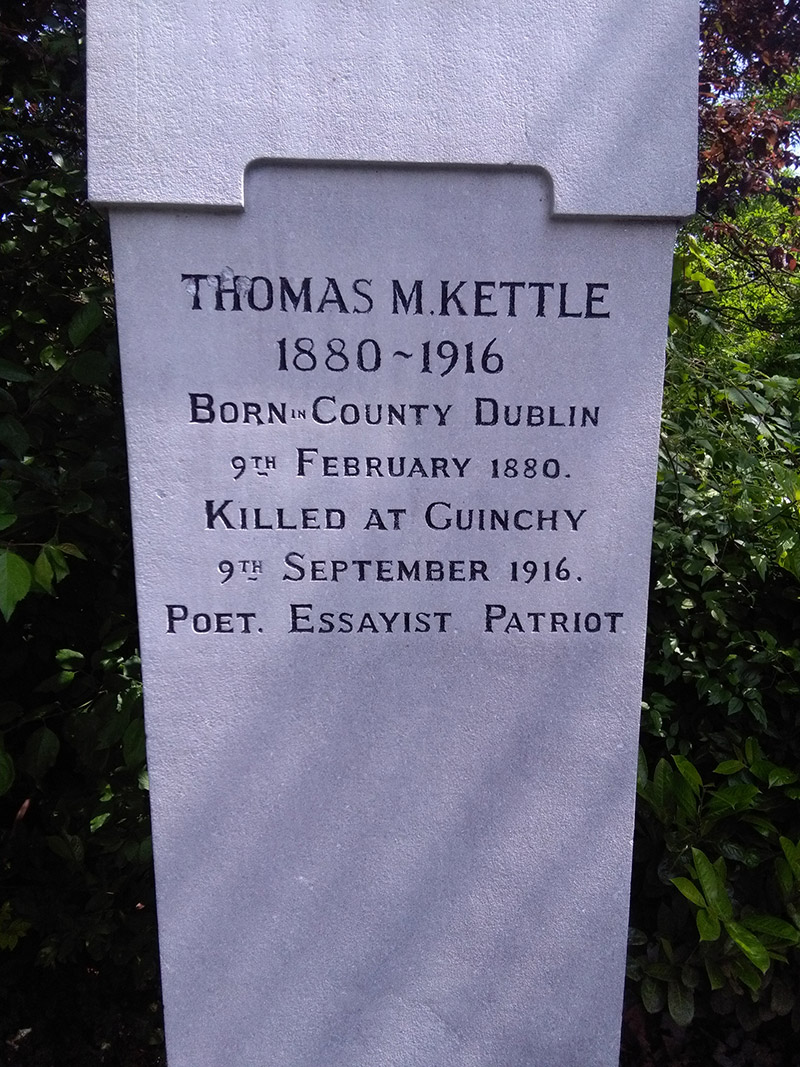 THOMAS M. KETTLE
1880~1916
BORN IN COUNTY DUBLIN
9TH FEBRUARY 1880.
KILLED AT GUINCHY
9TH SEPTEMBER 1916.
POET. ESSAYIST PATRIOT